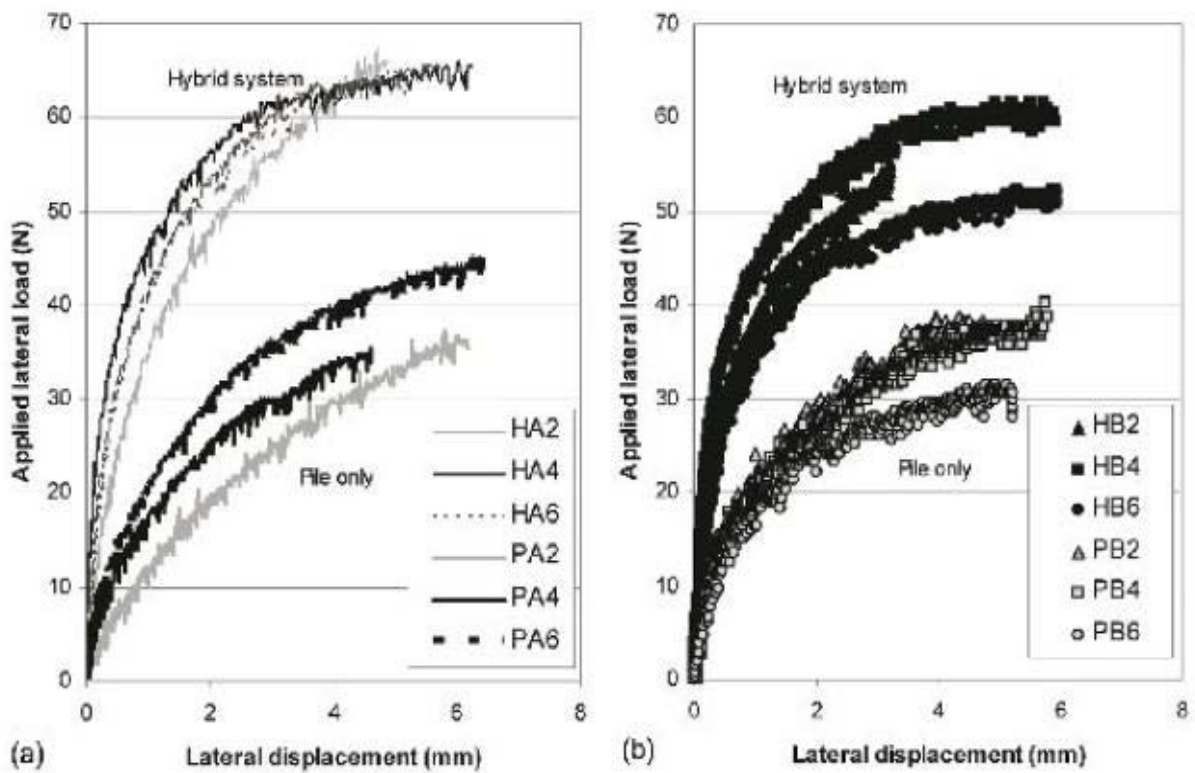 70
60
50
40
30
20
10
0
Applied lateral load (N)
Hybrid system
Pile only
HA2
HA4
HA6
PA2
PA4
PA6
0 2 4 6 8
(a) Lateral displacement (mm)
70
60
50
40
30
20
10
0
Applied lateral load (N)
Hybrid system
Pile only
HB2
HB4
HB6
PB2
PB4
PB6
0 2 4 6 8
(b) Lateral displacement (mm)